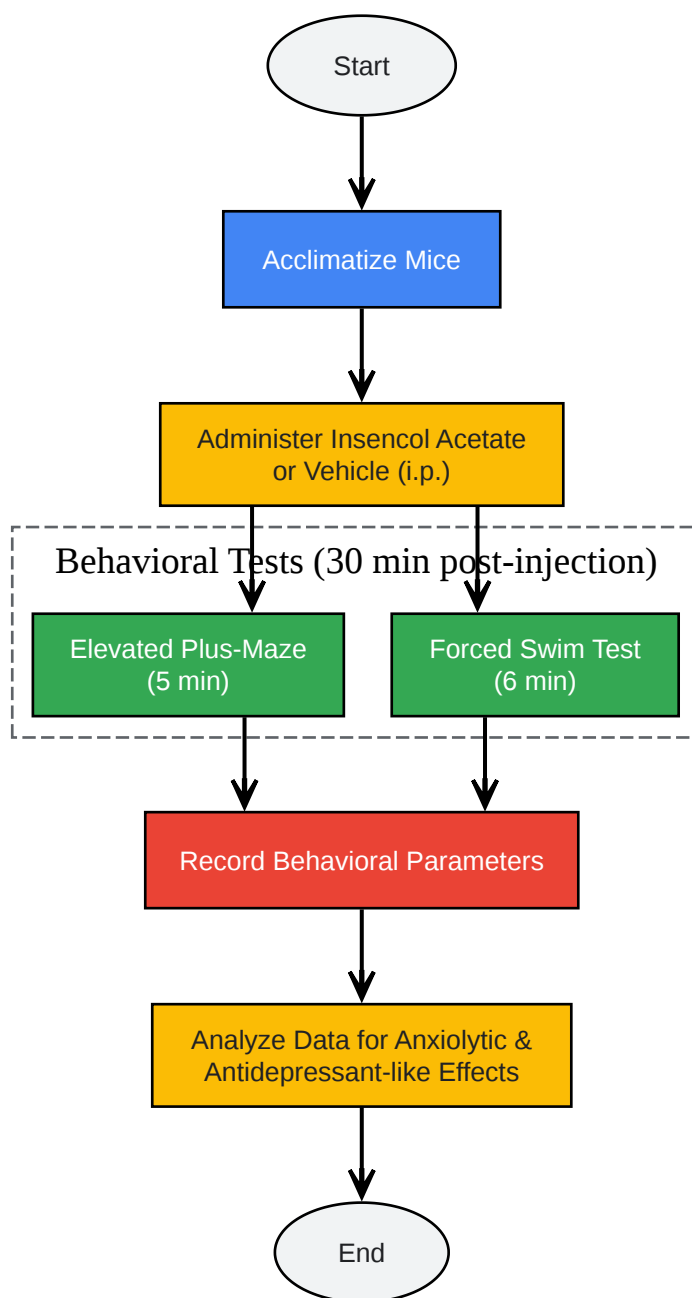 Start
Acclimatize Mice
Administer Insencol Acetate
or Vehicle (i.p.)
Behavioral Tests (30 min post-injection)
Elevated Plus-Maze
(5 min)
Forced Swim Test
(6 min)
Record Behavioral Parameters
Analyze Data for Anxiolytic &
Antidepressant-like Effects
End